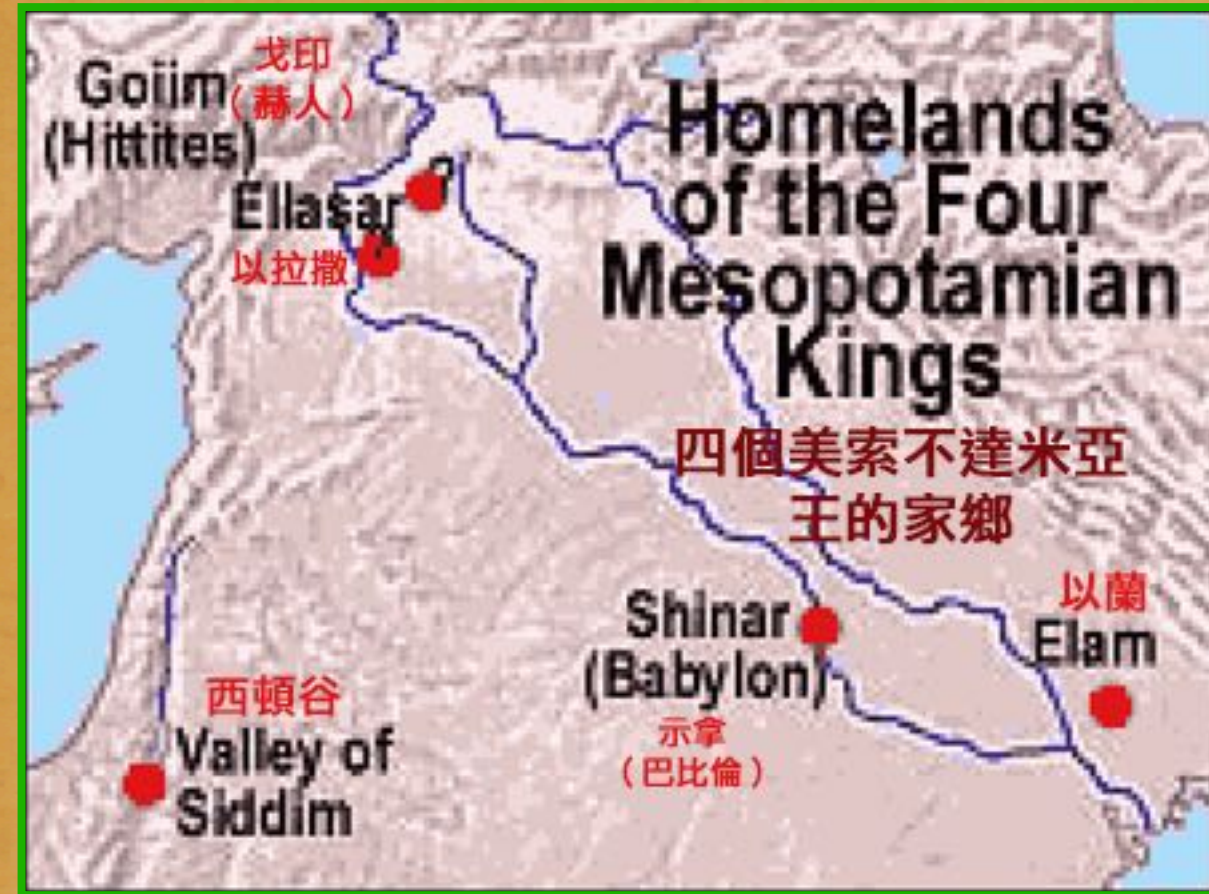 戈印
Goiim（赫人）
(Hittites)
?
Ellasar
以拉撒
?
Homelands
of the Four
Mesopotamian
Kings
四個美索不達米亞
王的家鄉
Shinar
(Babylon)
示拿
（巴比倫）
以蘭
Elam
西頓谷
Valley of
Siddim